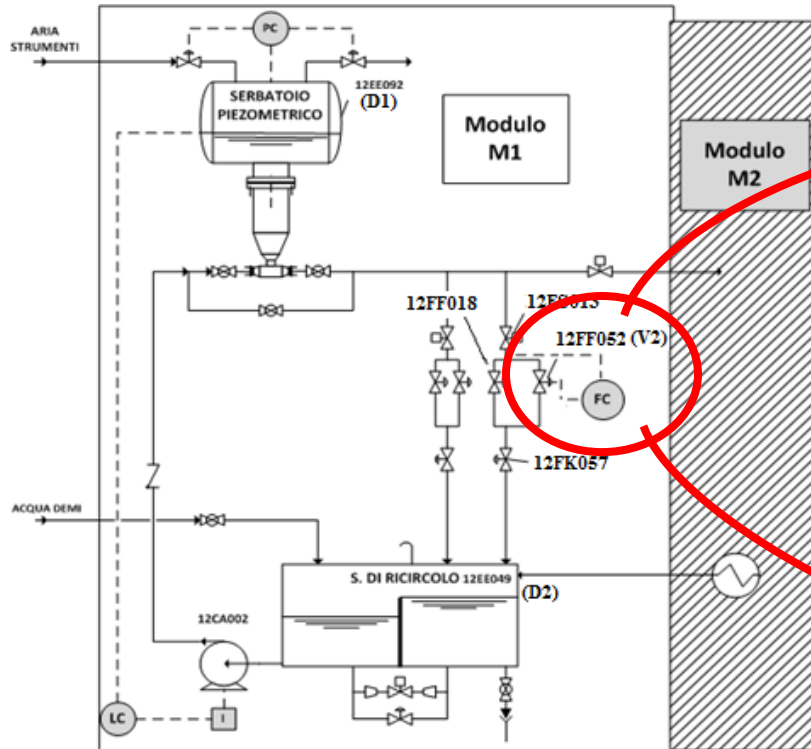 ARIA
STRUMENTI
PC
12EE092
(D1)
SERBATOIO
PIEZOMETRICO
Modulo
M1
Modulo
M2
12FF018
12FF052 (V2)
FC
12FK057
ACQUA DEMI
S. DI RICIRCOLO 12EE049
(D2)
12CA002
LC
I